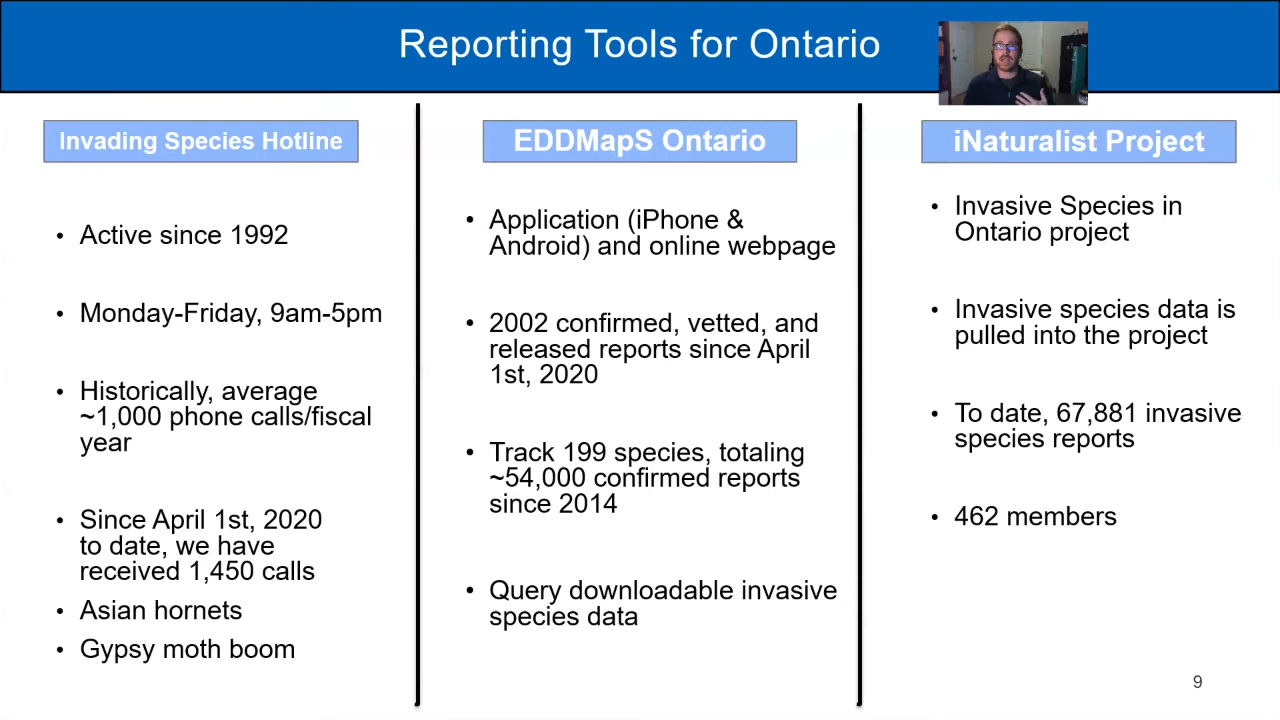 Reporting Tools for Ontario
Invading Species Hotline
• Active since 1992
• Monday-Friday, 9am-5pm
• Historically, average
~1,000 phone calls/fiscal
year
• Since April 1st, 2020
to date, we have
received 1,450 calls
• Asian hornets
• Gypsy moth boom
EDDMapS Ontario
• Application (iPhone &
Android) and online webpage
• 2002 confirmed, vetted, and
released reports since April
1st, 2020
• Track 199 species, totaling
~54,000 confirmed reports
since 2014
• Query downloadable invasive
species data
iNaturalist Project
• Invasive Species in
Ontario project
• Invasive species data is
pulled into the project
• To date, 67,881 invasive
species reports
• 462 members
9